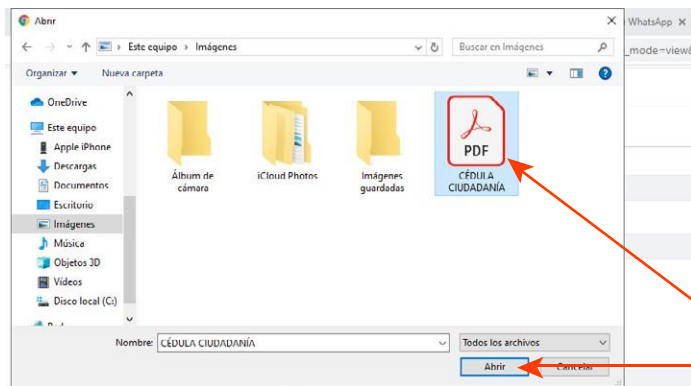 Abrir
WhatsApp
Este equipo › Imágenes
Buscar en Imágenes
_mode=view&
Organizar
Nueva carpeta
OneDrive
Este equipo
Apple iPhone
Descargas
Documentos
Escritorio
Imágenes
Música
Objetos 3D
Vídeos
Disco local (C:)
Álbum de
cámara
iCloud Photos
Imágenes
guardadas
PDF
CÉDULA
CIUDADANÍA
Nombre: CÉDULA CIUDADANÍA
Todos los archivos
Abrir
Cancelar